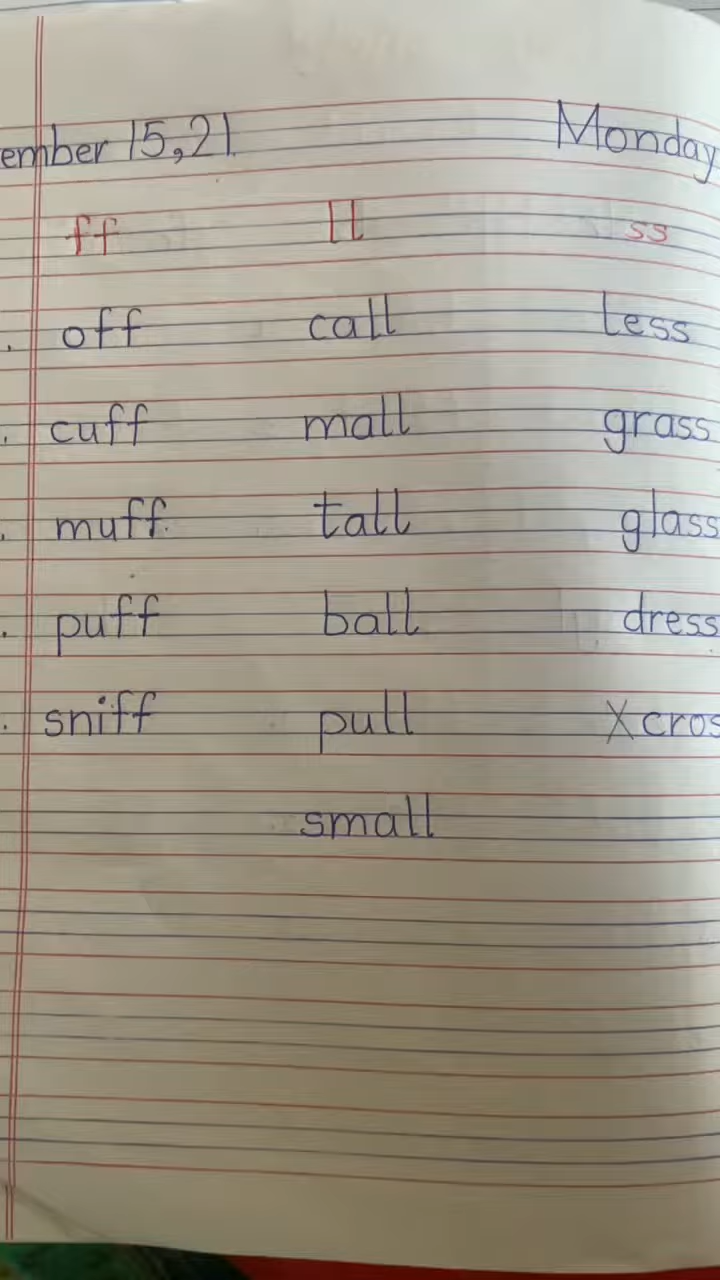 ember 15,21 Monday
ff ll ss
. off call less
. cuff mall grass
. muff. tall glass
. puff ball dress
. sniff pull X cros
small